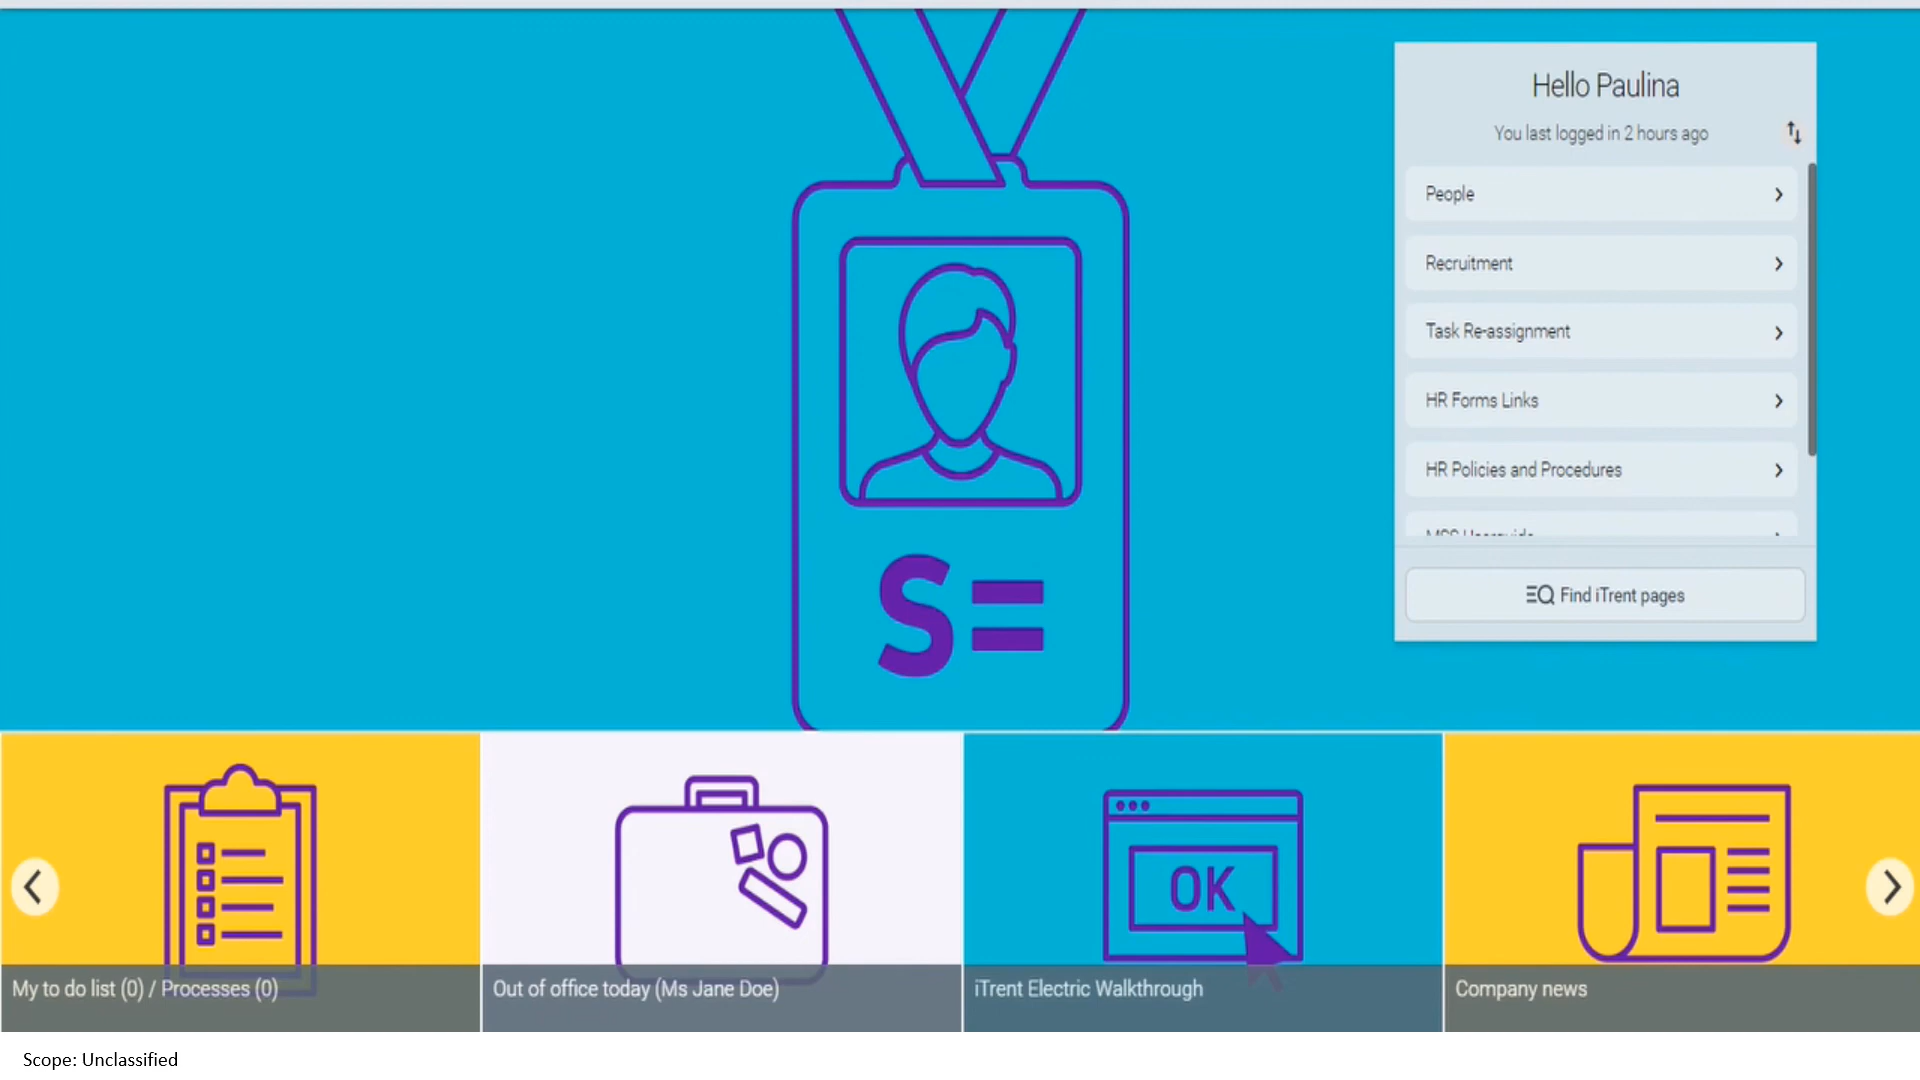 Hello Paulina
You last logged in 2 hours ago
People
Recruitment
Task Re-assignment
HR Forms Links
HR Policies and Procedures
Find iTrent pages
S=
OK
My to do list (0) / Processes (0)
Out of office today (Ms Jane Doe)
iTrent Electric Walkthrough
Company news
Scope: Unclassified